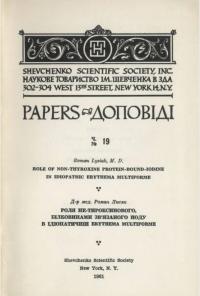 SHEVCHENKO SCIENTIFIC SOCIETY, INC.
НАУКОВЕ ТОВАРИСТВО ІМ. ШЕВЧЕНКА В ЗДА
302-304 WEST 13TH STREET, NEW YORK 14, N.Y.
PAPERS ДОПОВІДІ
Ч.
№ 19
Roman Lysiak, M. D.
ROLE OF NON-THYROXINE PROTEIN-BOUND-IODINE
IN IDIOPATHIC ERYTHEMA MULTIFORME
Д-р мед. Роман Лисяк
РОЛЯ НЕ-ТИРОКСИНОВОГО,
БІЛКОВИНАМИ ЗВ'ЯЗАНОГО ЙОДУ
В ІДІОПАТИЧНІЙ ERYTHEMA MULTIFORME
Shevchenko Scientific Society
New York, N. Y.
1961